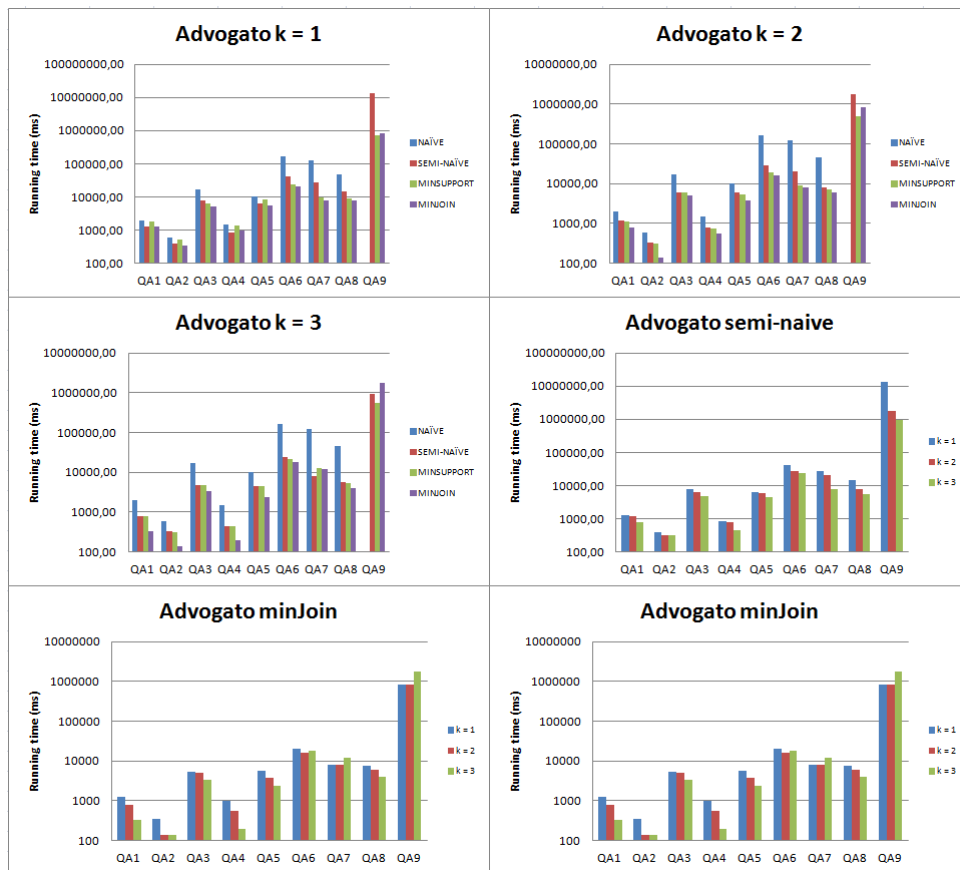 Advogato k = 1
Running time (ms)
100000000,00
10000000,00
1000000,00
100000,00
10000,00
1000,00
100,00
QA1 QA2 QA3 QA4 QA5 QA6 QA7 QA8 QA9
NAÏVE
SEMI-NAÏVE
MINSUPPORT
MINJOIN
Advogato k = 2
Running time (ms)
10000000,00
1000000,00
100000,00
10000,00
1000,00
100,00
QA1 QA2 QA3 QA4 QA5 QA6 QA7 QA8 QA9
NAÏVE
SEMI-NAÏVE
MINSUPPORT
MINJOIN
Advogato k = 3
Running time (ms)
10000000,00
1000000,00
100000,00
10000,00
1000,00
100,00
QA1 QA2 QA3 QA4 QA5 QA6 QA7 QA8 QA9
NAÏVE
SEMI-NAÏVE
MINSUPPORT
MINJOIN
Advogato semi-naive
Running time (ms)
100000000,00
10000000,00
1000000,00
100000,00
10000,00
1000,00
100,00
QA1 QA2 QA3 QA4 QA5 QA6 QA7 QA8 QA9
k = 1
k = 2
k = 3
Advogato minJoin
Running time (ms)
10000000
1000000
100000
10000
1000
100
QA1 QA2 QA3 QA4 QA5 QA6 QA7 QA8 QA9
k = 1
k = 2
k = 3
Advogato minJoin
Running time (ms)
10000000
1000000
100000
10000
1000
100
QA1 QA2 QA3 QA4 QA5 QA6 QA7 QA8 QA9
k = 1
k = 2
k = 3